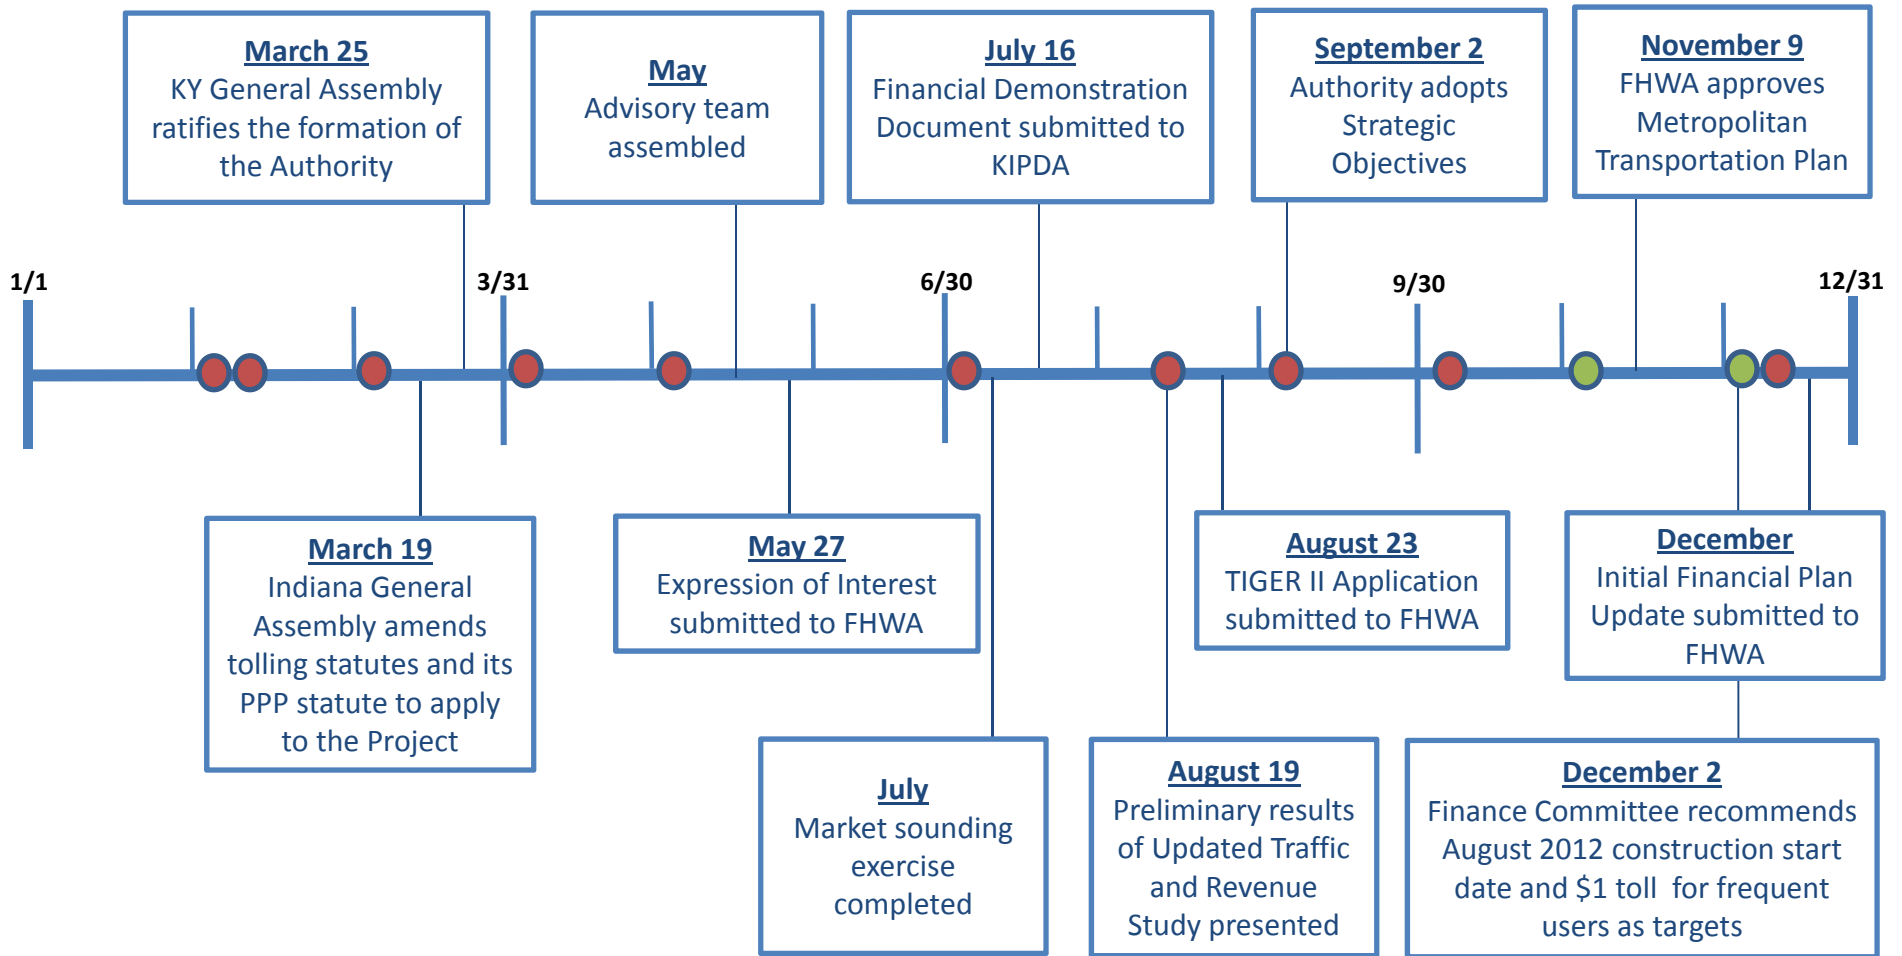 March 25
KY General Assembly
ratifies the formation of
the Authority
May
Advisory team
assembled
July 16
Financial Demonstration
Document submitted to
KIPDA
September 2
Authority adopts
Strategic
Objectives
November 9
FHWA approves
Metropolitan
Transportation Plan
1/1
3/31
6/30
9/30
12/31
March 19
Indiana General
Assembly amends
tolling statutes and its
PPP statute to apply
to the Project
May 27
Expression of Interest
submitted to FHWA
August 23
TIGER II Application
submitted to FHWA
December
Initial Financial Plan
Update submitted to
FHWA
July
Market sounding
exercise
completed
August 19
Preliminary results
of Updated Traffic
and Revenue
Study presented
December 2
Finance Committee recommends
August 2012 construction start
date and $1 toll for frequent
users as targets